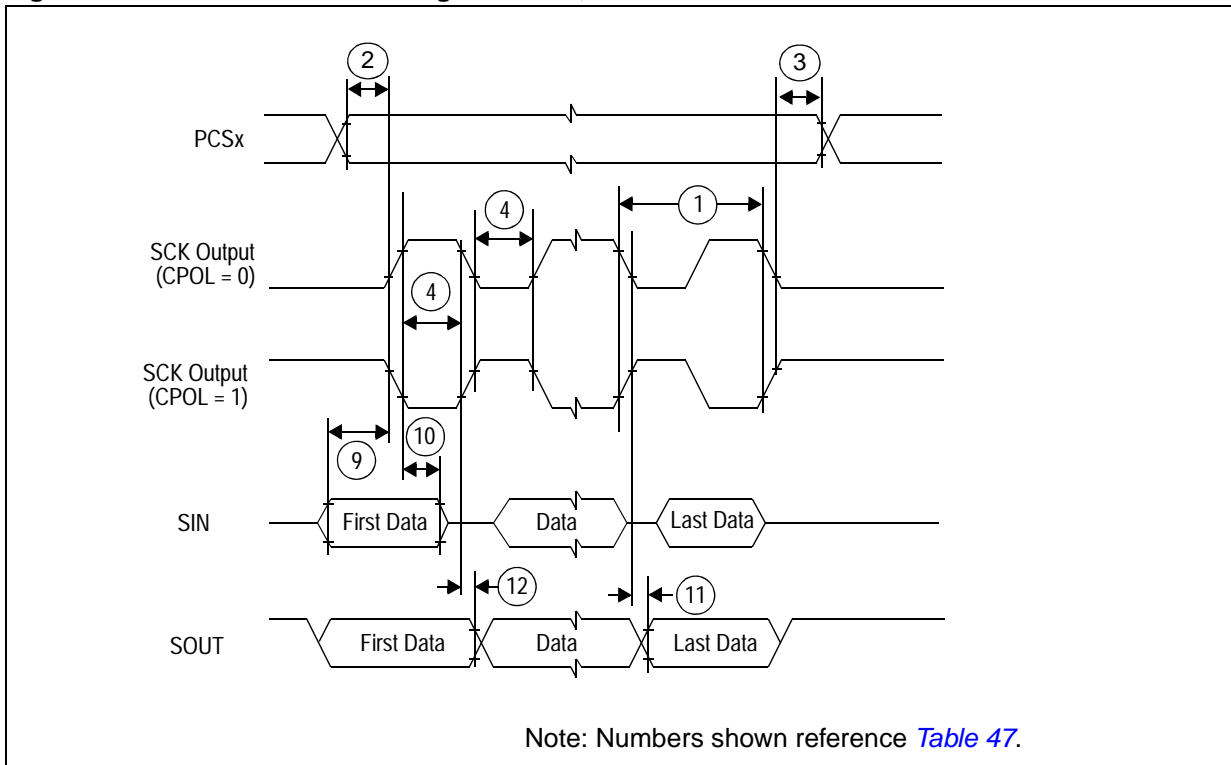 2
3
PCSx
4
1
SCK Output
(CPOL = 0)
4
SCK Output
(CPOL = 1)
10
9
SIN
First Data
Data
Last Data
12
11
SOUT
First Data
Data
Last Data
Note: Numbers shown reference Table 47.